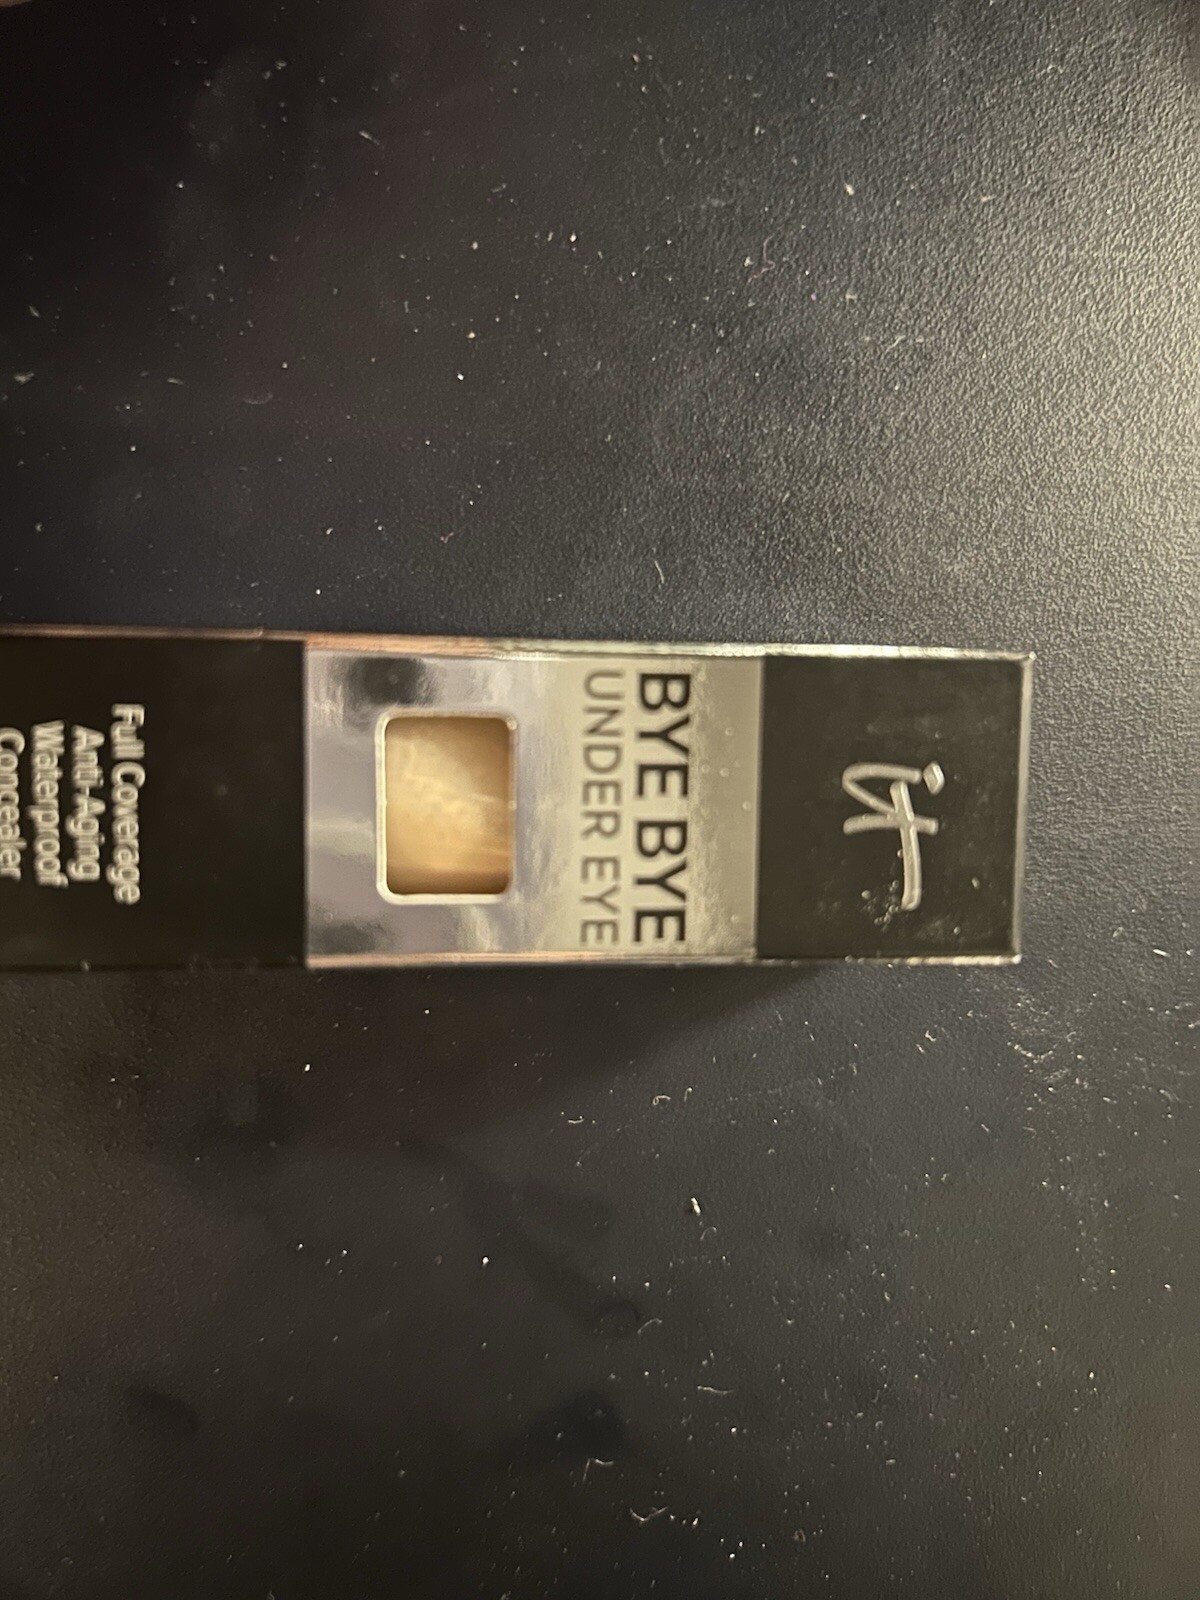 it
BYE BYE
UNDER EYE
Full Coverage
Anti-Aging
Waterproof
Concealer